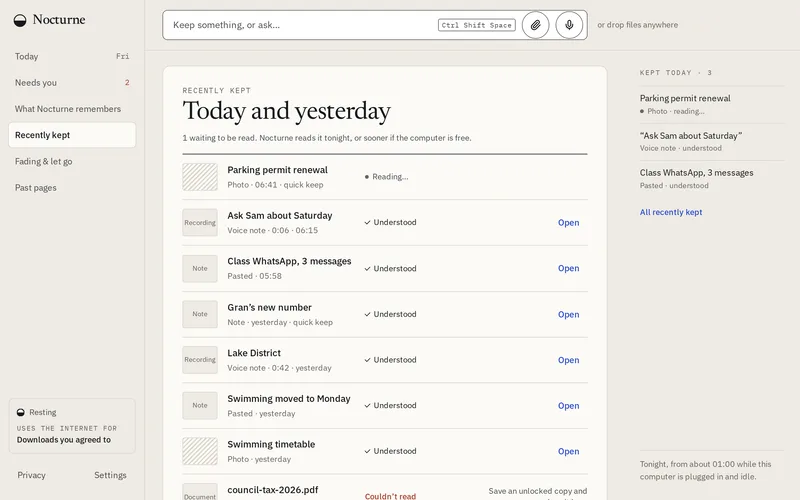 Nocturne
Keep something, or ask...
Ctrl Shift Space
or drop files anywhere
Today
Fri
Needs you
2
What Nocturne remembers
Recently kept
Fading & let go
Past pages
Resting
USES THE INTERNET FOR
Downloads you agreed to
Privacy
Settings
RECENTLY KEPT
Today and yesterday
1 waiting to be read. Nocturne reads it tonight, or sooner if the computer is free.
Parking permit renewal
Photo · 06:41 · quick keep
Reading...
Recording
Ask Sam about Saturday
Voice note · 0:06 · 06:15
✓ Understood
Open
Note
Class WhatsApp, 3 messages
Pasted · 05:58
✓ Understood
Open
Note
Gran’s new number
Note · yesterday · quick keep
✓ Understood
Open
Recording
Lake District
Voice note · 0:42 · yesterday
✓ Understood
Open
Note
Swimming moved to Monday
Pasted · yesterday
✓ Understood
Open
Swimming timetable
Photo · yesterday
✓ Understood
Open
Document
council-tax-2026.pdf
Couldn't read
Save an unlocked copy and
KEPT TODAY · 3
Parking permit renewal
Photo · reading...
“Ask Sam about Saturday”
Voice note · understood
Class WhatsApp, 3 messages
Pasted · understood
All recently kept
Tonight, from about 01:00 while this
computer is plugged in and idle.